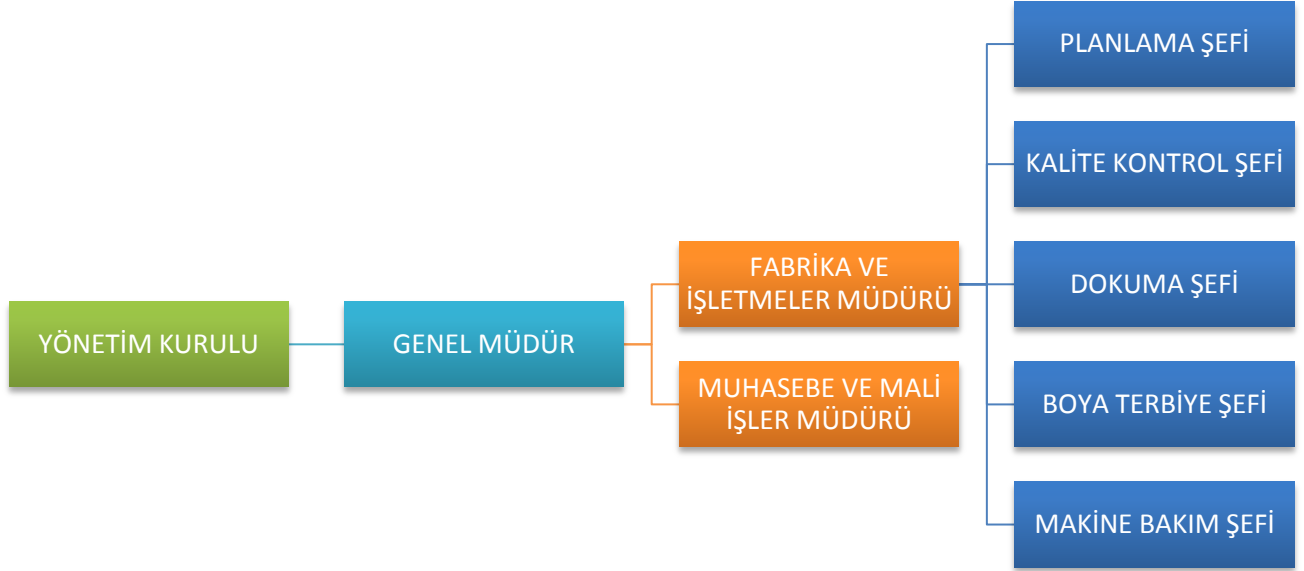 YÖNETİM KURULU
GENEL MÜDÜR
FABRİKA VE
İŞLETMELER MÜDÜRÜ
MUHASEBE VE MALİ
İŞLER MÜDÜRÜ
PLANLAMA ŞEFİ
KALİTE KONTROL ŞEFİ
DOKUMA ŞEFİ
BOYA TERBİYE ŞEFİ
MAKİNE BAKIM ŞEFİ